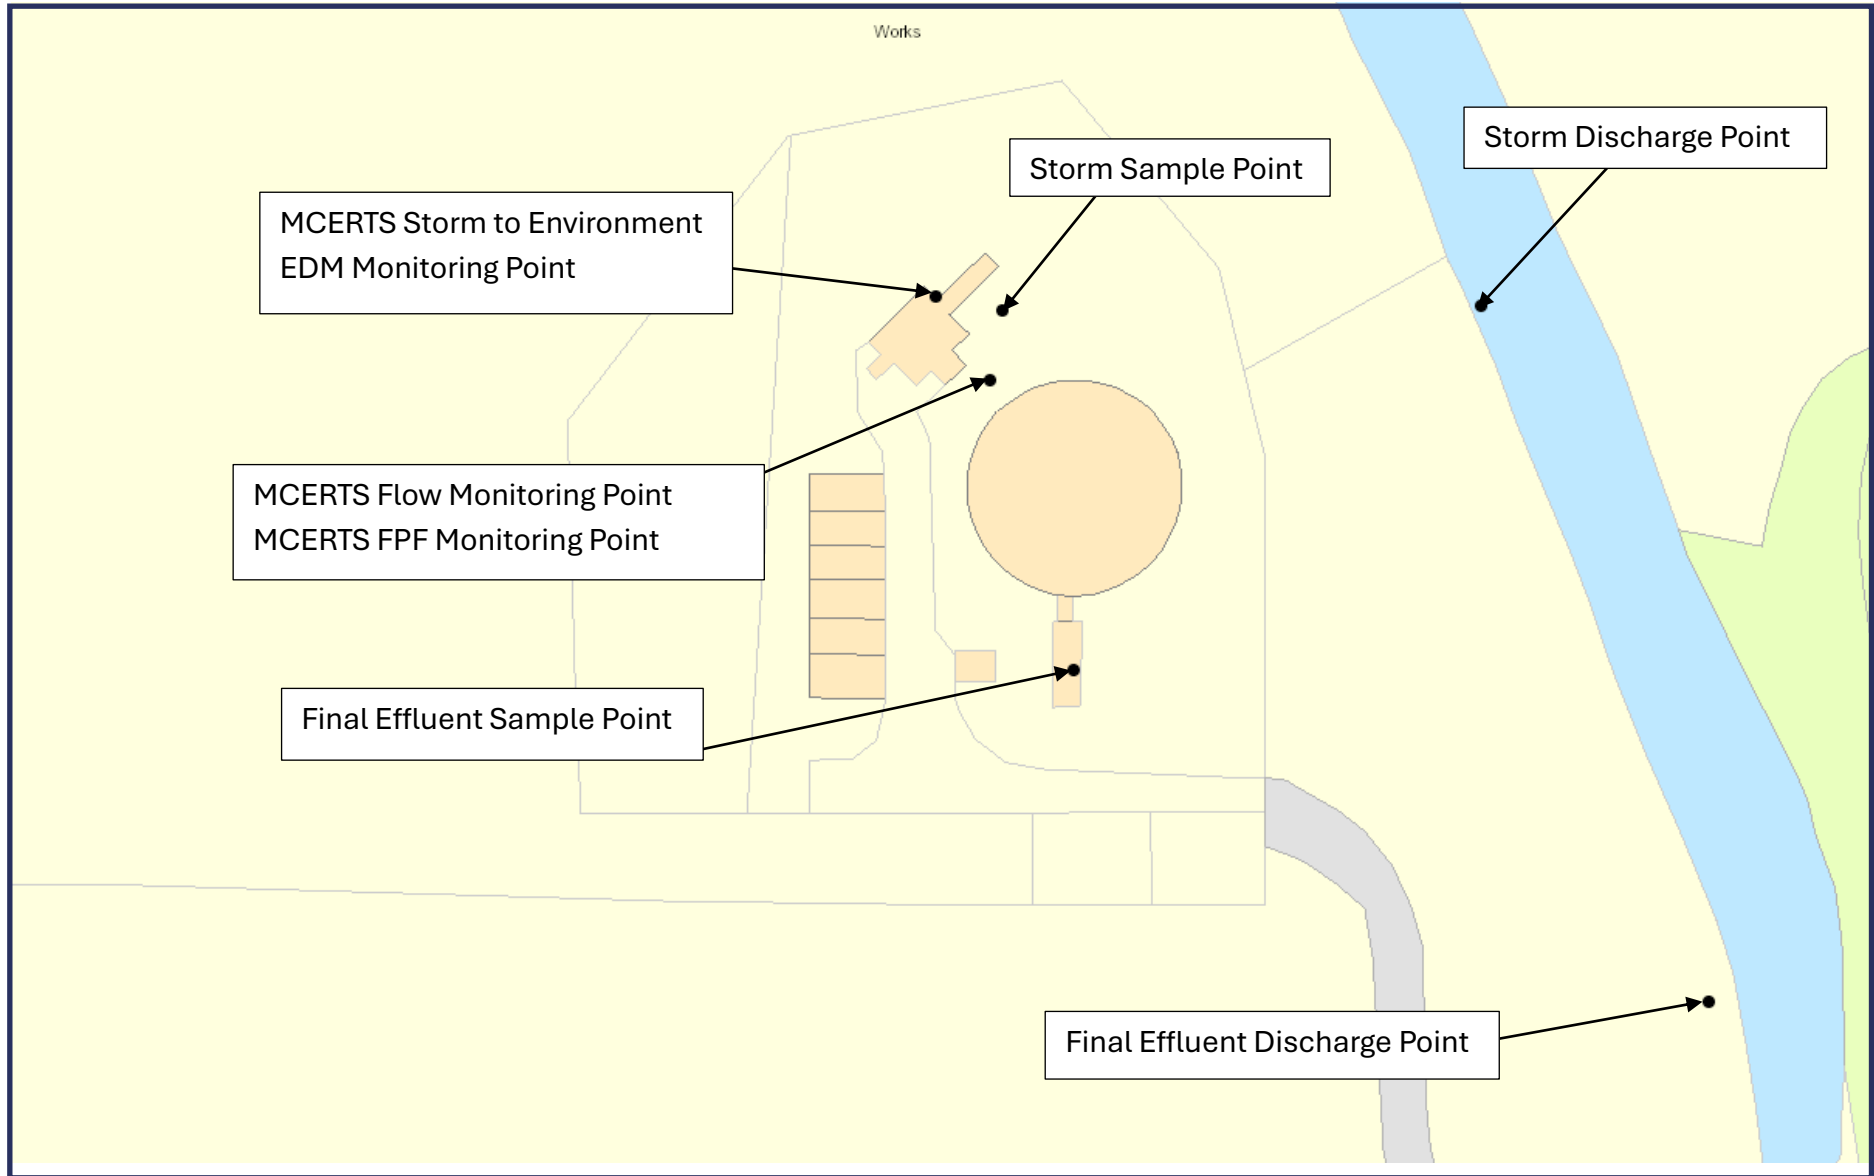 Works
Storm Discharge Point
Storm Sample Point
MCERTS Storm to Environment
EDM Monitoring Point
MCERTS Flow Monitoring Point
MCERTS FPF Monitoring Point
Final Effluent Sample Point
Final Effluent Discharge Point